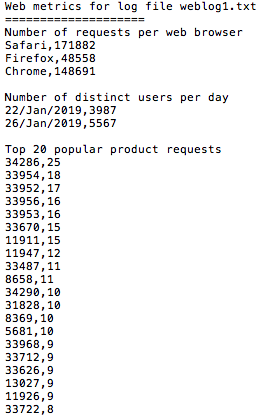 Web metrics for log file weblog1.txt
====================
Number of requests per web browser
Safari,171882
Firefox,48558
Chrome,148691
Number of distinct users per day
22/Jan/2019,3987
26/Jan/2019,5567
Top 20 popular product requests
34286,25
33954,18
33952,17
33956,16
33953,16
33670,15
11911,15
11947,12
33487,11
8658,11
34290,10
31828,10
8369,10
5681,10
33968,9
33712,9
33626,9
13027,9
11926,9
33722,8